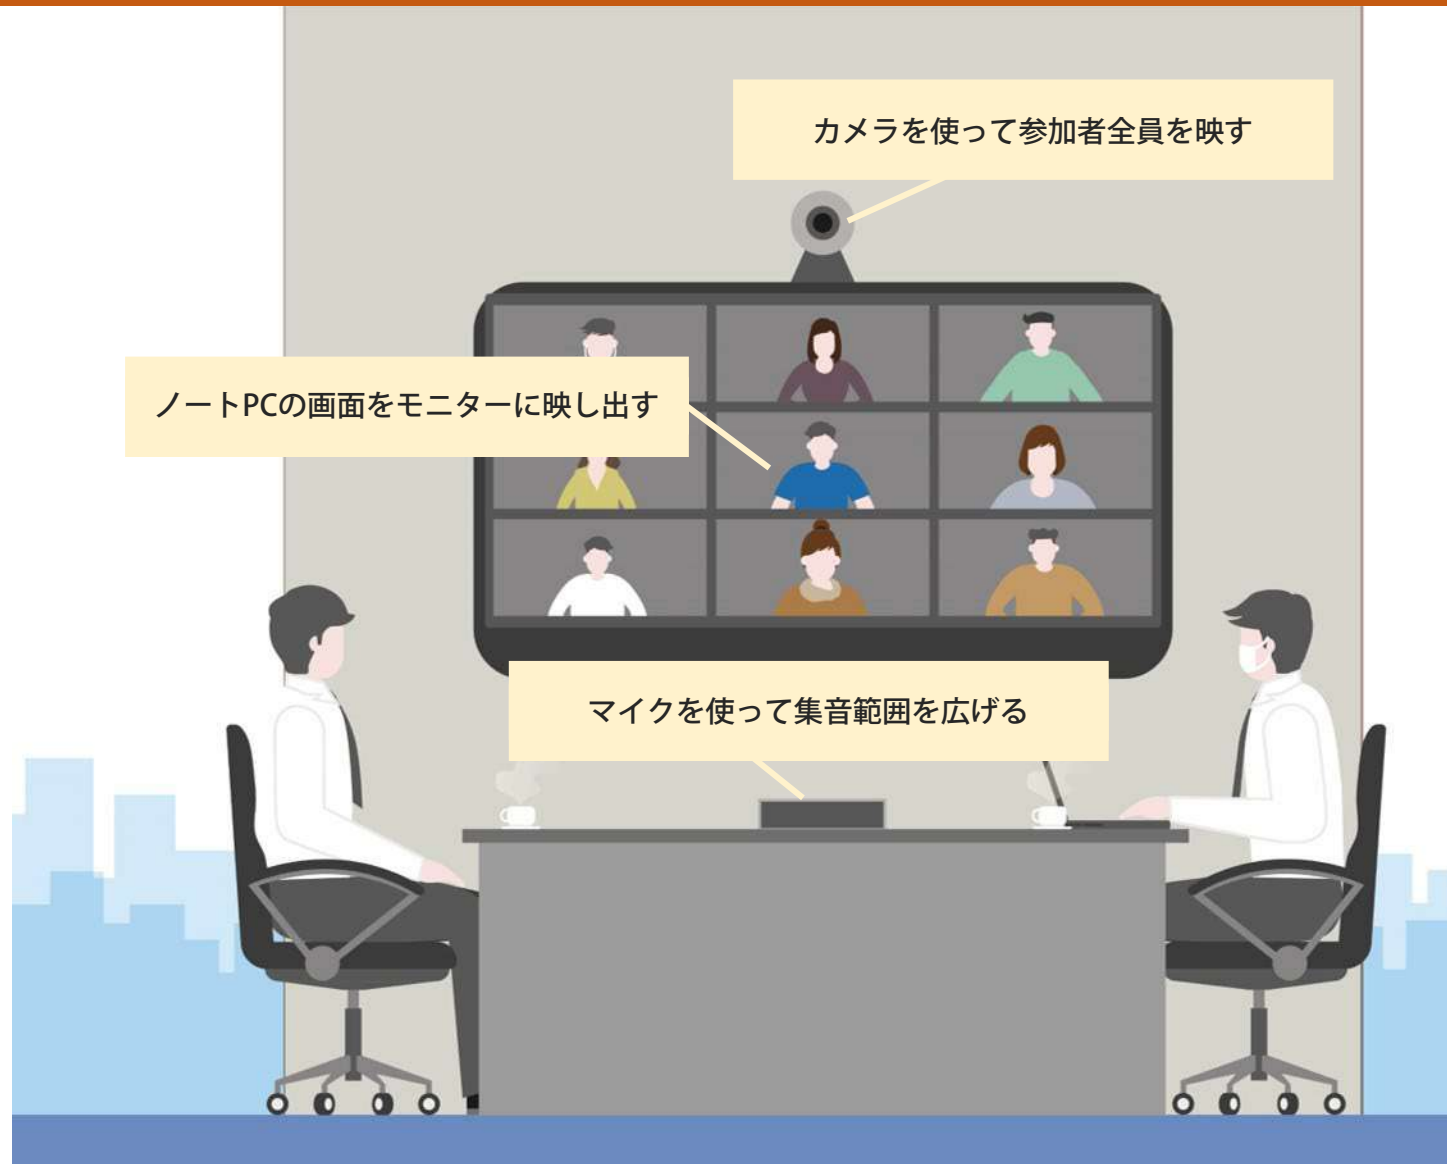 カメラを使って参加者全員を映す
ノートPCの画面をモニターに映し出す
マイクを使って集音範囲を広げる